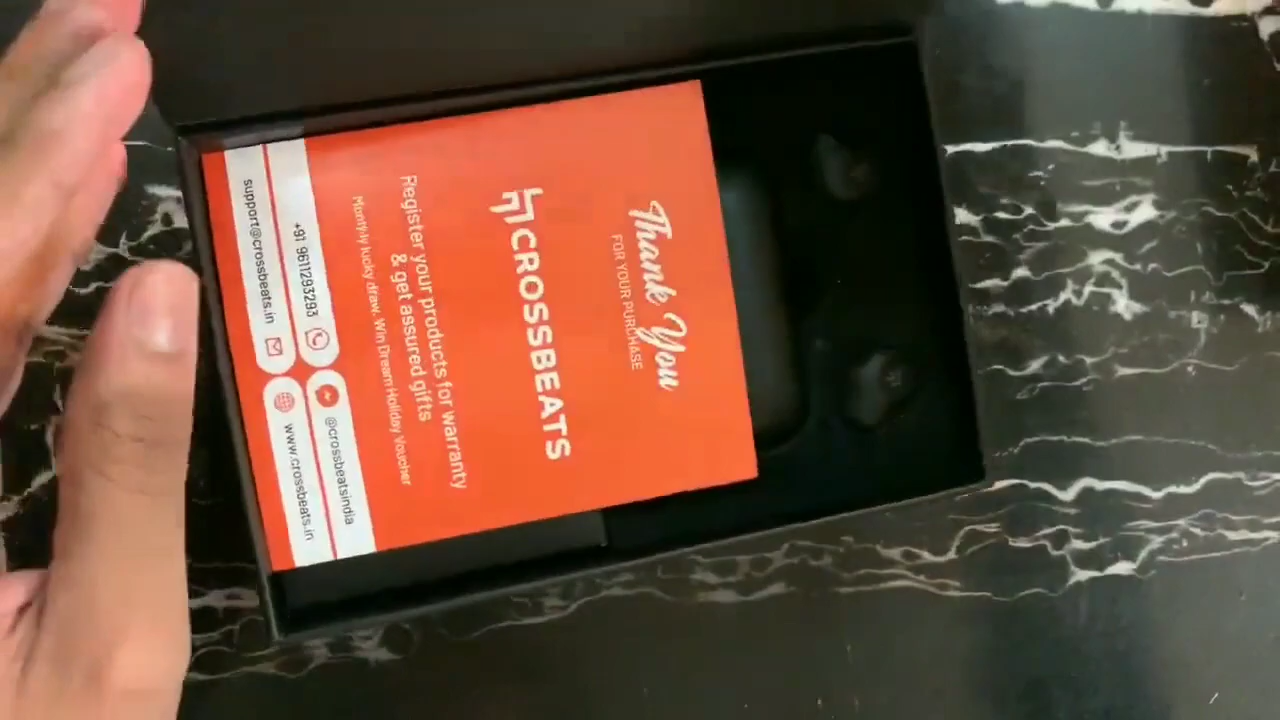 Thank You
FOR YOUR PURCHASE
CROSSBEATS
Register your products for warranty
& get assured gifts
Montyly lucky draw. Win Dream Holiday Voucher
+91 9611293293
@crossbeatsindia
support@crossbeats.in
www.crossbeats.in